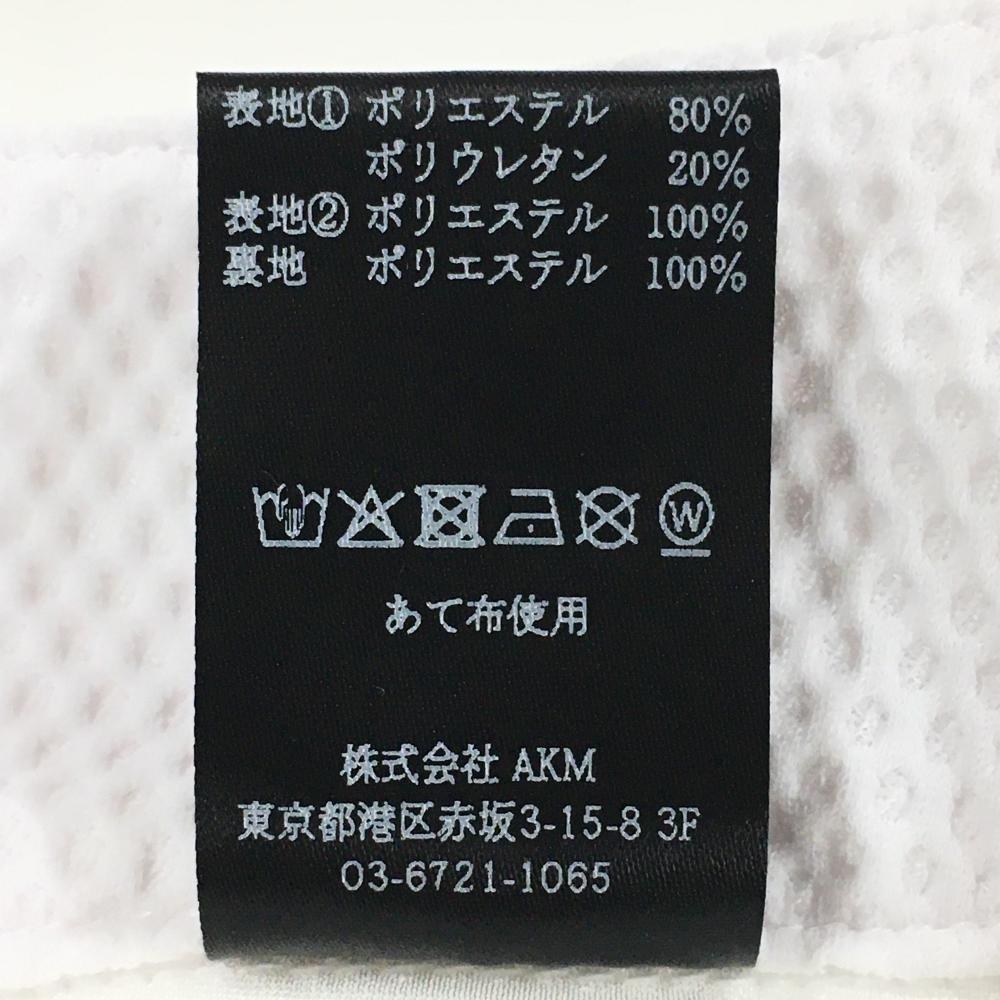 表地① ポリエステル 80%
ポリウレタン 20%
表地② ポリエステル 100%
裏地 ポリエステル 100%
W
あて布使用
株式会社 AKM
東京都港区赤坂3-15-8 3F
03-6721-1065